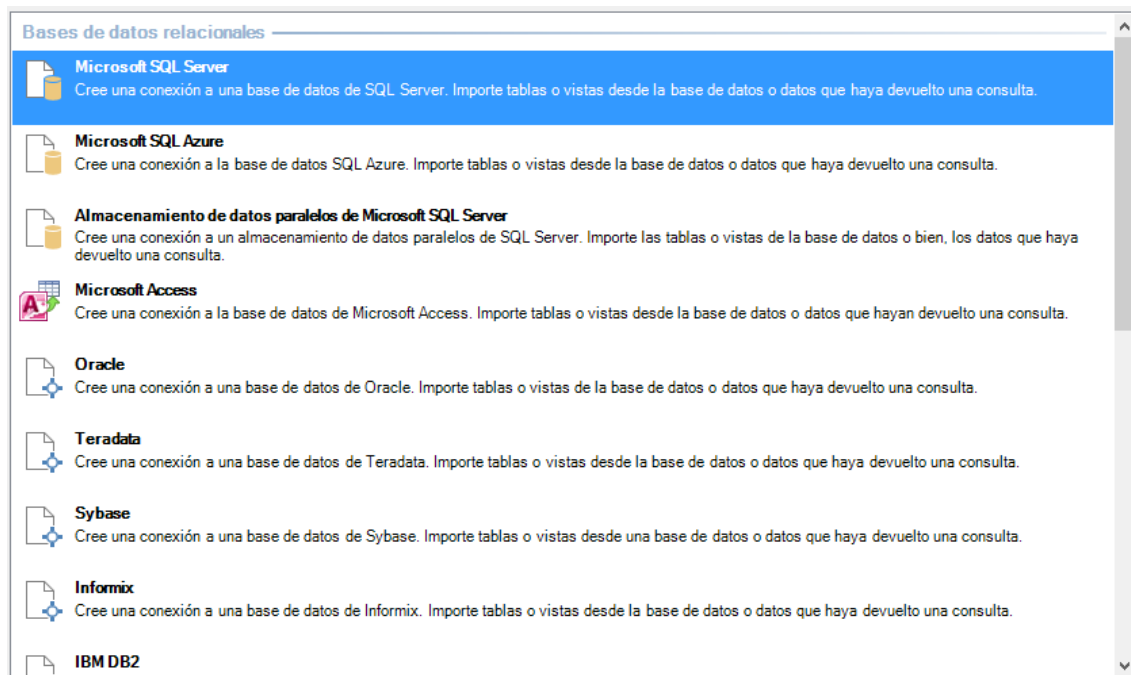 Bases de datos relacionales
Microsoft SQL Server
Cree una conexión a una base de datos de SQL Server. Importe tablas o vistas desde la base de datos o datos que haya devuelto una consulta.
Microsoft SQL Azure
Cree una conexión a la base de datos SQL Azure. Importe tablas o vistas desde la base de datos o datos que haya devuelto una consulta.
Almacenamiento de datos paralelos de Microsoft SQL Server
Cree una conexión a un almacenamiento de datos paralelos de SQL Server. Importe las tablas o vistas de la base de datos o bien, los datos que haya
devuelto una consulta.
Microsoft Access
Cree una conexión a la base de datos de Microsoft Access. Importe tablas o vistas desde la base de datos o datos que hayan devuelto una consulta.
Oracle
Cree una conexión a una base de datos de Oracle. Importe tablas o vistas de la base de datos o datos que haya devuelto una consulta.
Teradata
Cree una conexión a una base de datos de Teradata. Importe tablas o vistas desde la base de datos o datos que haya devuelto una consulta.
Sybase
Cree una conexión a una base de datos de Sybase. Importe tablas o vistas desde una base de datos o datos que haya devuelto una consulta.
Informix
Cree una conexión a una base de datos de Informix. Importe tablas o vistas desde la base de datos o datos que haya devuelto una consulta.
IBM DB2